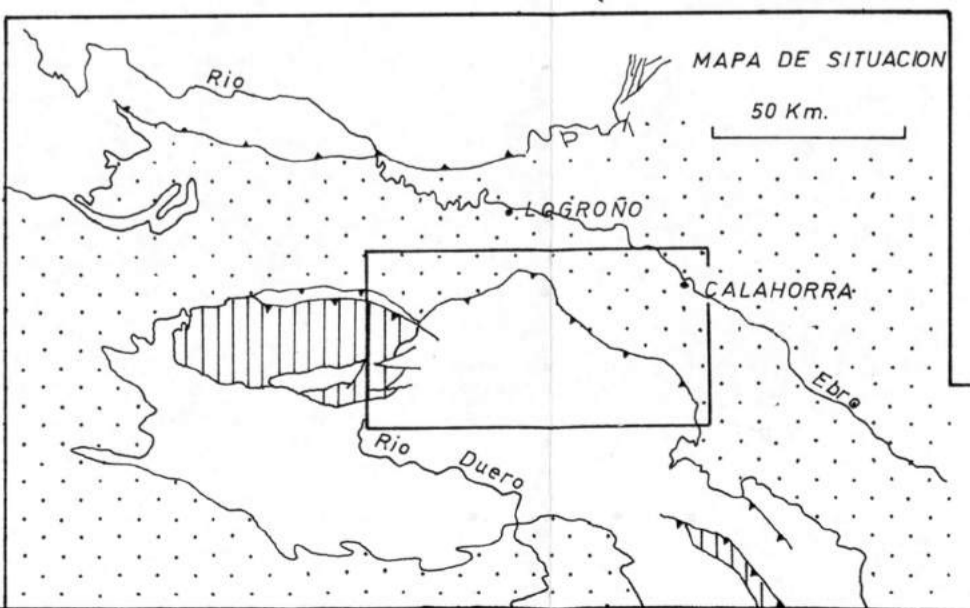 MAPA DE SITUACION
50 Km.
Rio
P
LOGROÑO
CALAHORRA
Ebro
Rio Duero